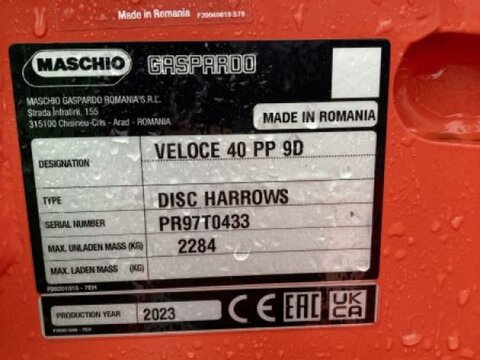 Made in Romania F20040619 S79
MASCHIO GASPARDO
MASCHIO GASPARDO ROMANIA S.R.L.
Strada Infratirii, 155
315100 Chisineu-Cris - Arad - ROMANIA
MADE IN ROMANIA
DESIGNATION VELOCE 40 PP 9D
TYPE DISC HARROWS
SERIAL NUMBER PR97T0433
MAX. UNLADEN MASS (KG) 2284
MAX. LADEN MASS (KG)
PRODUCTION YEAR 2023 CE EAC UK CA